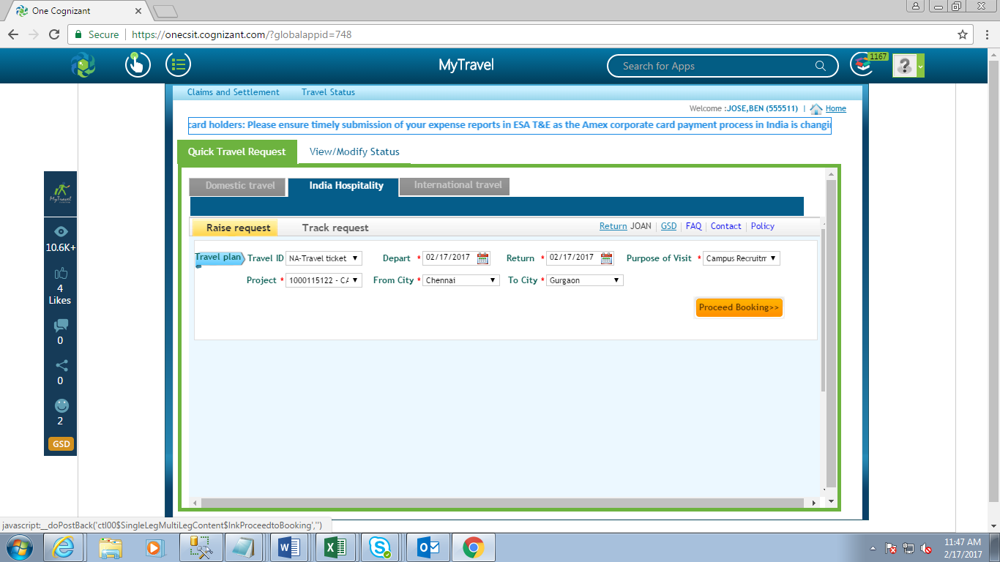 One Cognizant
Secure https://onecsit.cognizant.com/?globalappid=748
MyTravel
Search for Apps
1167
Claims and Settlement Travel Status
Welcome :JOSE,BEN (555511) | Home
card holders: Please ensure timely submission of your expense reports in ESA T&E as the Amex corporate card payment process in India is changi
Quick Travel Request View/Modify Status
Domestic travel India Hospitality International travel
Raise request Track request Return JOAN | GSD | FAQ | Contact | Policy
Travel plan Travel ID NA-Travel ticket Depart * 02/17/2017 Return * 02/17/2017 Purpose of Visit * Campus Recruitm
Project * 1000115122 - CA From City * Chennai To City * Gurgaon
Proceed Booking>>
MyTravel
10.6K+
4
Likes
0
0
2
GSD
javascript:__doPostBack('ctl00$SingleLegMultiLegContent$lnkProceedtoBooking','')
11:47 AM
2/17/2017